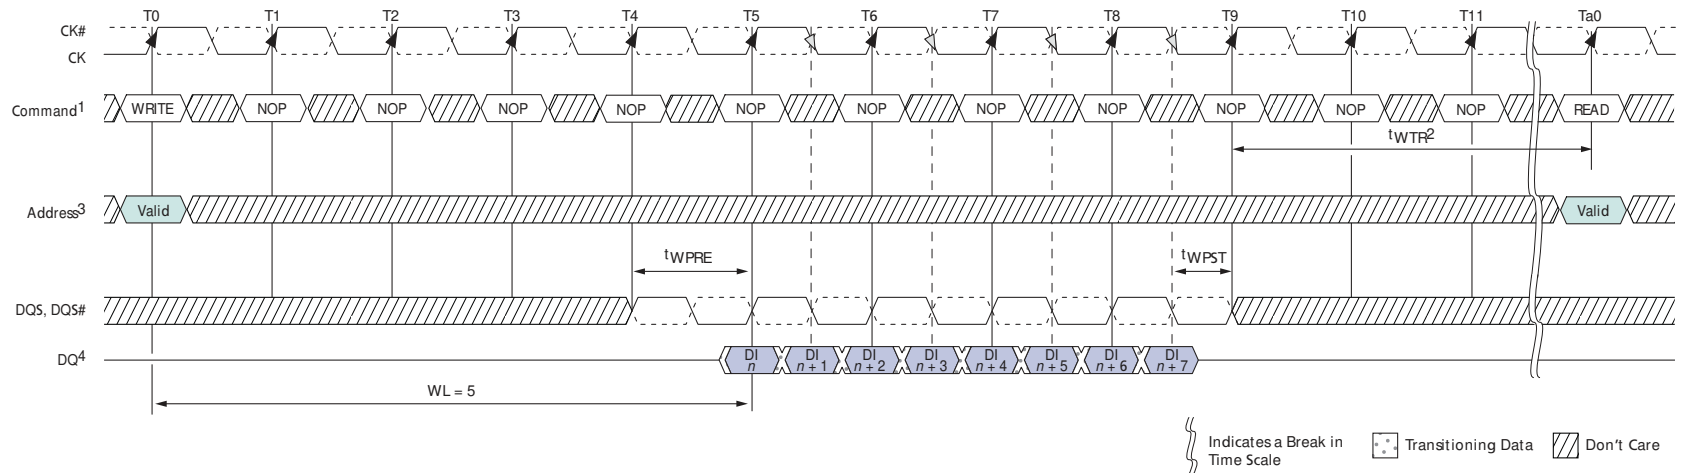 T0 T1 T2 T3 T4 T5 T6 T7 T8 T9 T10 T11 Ta0
CK#
CK
Command1 WRITE NOP NOP NOP NOP NOP NOP NOP NOP NOP NOP NOP READ
tWTR2
Address3 Valid Valid
tWPRE tWPST
DQS, DQS#
DQ4 DI n DI n + 1 DI n + 2 DI n + 3 DI n + 4 DI n + 5 DI n + 6 DI n + 7
WL = 5
Indicates a Break in
Time Scale
Transitioning Data
Don't Care